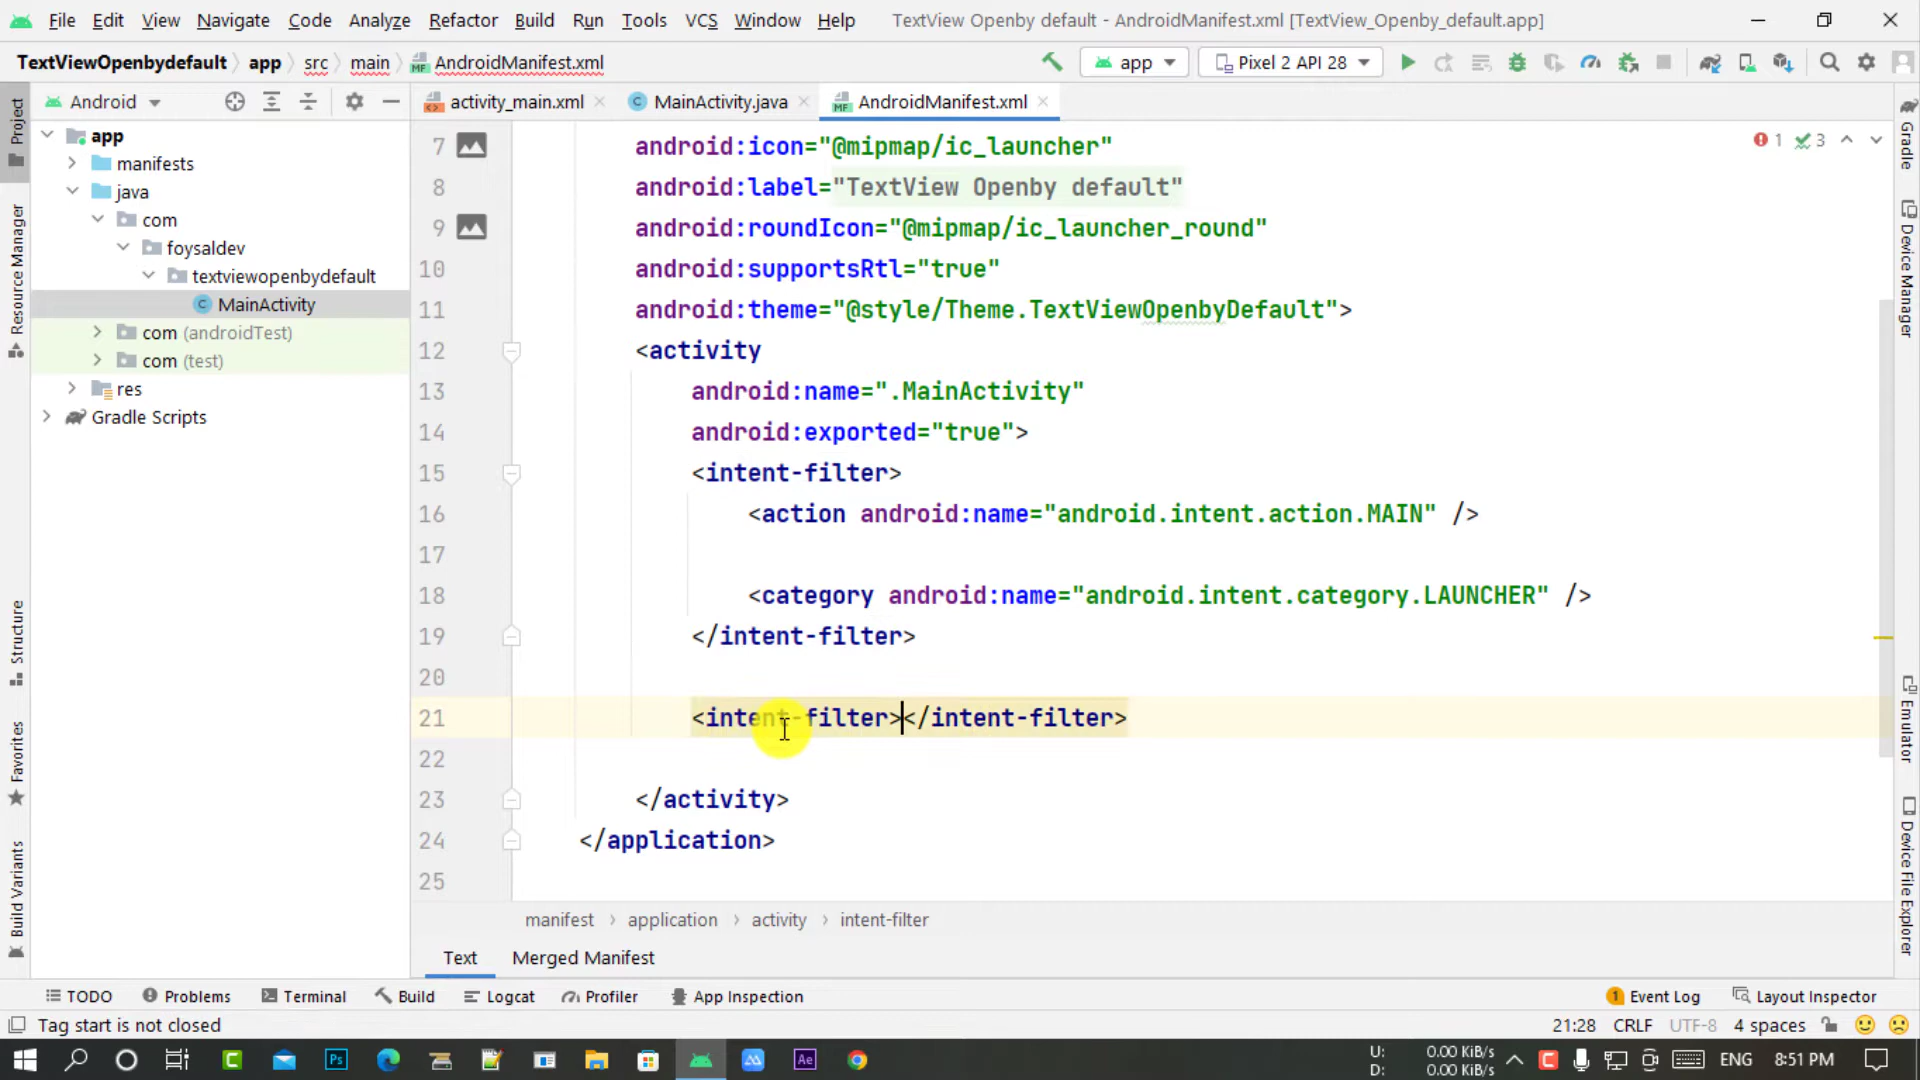 File Edit View Navigate Code Analyze Refactor Build Run Tools VCS Window Help TextView Openby default - AndroidManifest.xml [TextView_Openby_default.app]
TextViewOpenbydefault app src main AndroidManifest.xml app Pixel 2 API 28
Android activity_main.xml MainActivity.java AndroidManifest.xml
app
manifests
java
com
foysaldev
textviewopenbydefault
MainActivity
com (androidTest)
com (test)
res
Gradle Scripts
Project
Resource Manager
Structure
Favorites
Build Variants
1 3
7 android:icon="@mipmap/ic_launcher"
8 android:label="TextView Openby default"
9 android:roundIcon="@mipmap/ic_launcher_round"
10 android:supportsRtl="true"
11 android:theme="@style/Theme.TextViewOpenbyDefault">
12 <activity
13 android:name=".MainActivity"
14 android:exported="true">
15 <intent-filter>
16 <action android:name="android.intent.action.MAIN" />
17
18 <category android:name="android.intent.category.LAUNCHER" />
19 </intent-filter>
20
21 <intent-filter></intent-filter>
22
23 </activity>
24 </application>
25
Gradle
Device Manager
Emulator
Device File Explorer
manifest application activity intent-filter
Text Merged Manifest
TODO Problems Terminal Build Logcat Profiler App Inspection 1 Event Log Layout Inspector
Tag start is not closed 21:28 CRLF UTF-8 4 spaces
C Ps Ae U: 0.00 KiB/s ENG 8:51 PM
D: 0.00 KiB/s